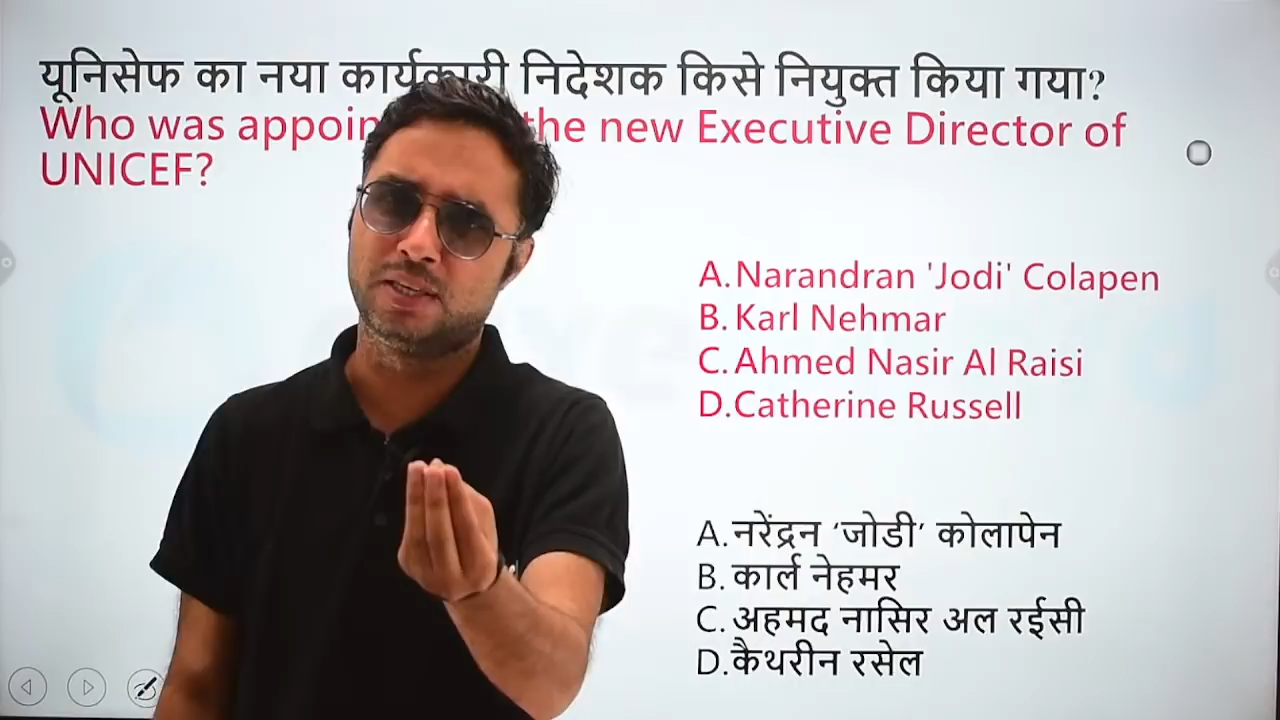 यूनिसेफ का नया कार्यकारी निदेशक किसे नियुक्त किया गया?
Who was the new Executive Director of
UNICEF?
A. Narandran 'Jodi' Colapen
B. Karl Nehmar
C. Ahmed Nasir Al Raisi
D.Catherine Russell
A. नरेंद्रन ‘जोडी’ कोलापेन
B. कार्ल नेहमर
C. अहमद नासिर अल रईसी
D.कैथरीन रसेल